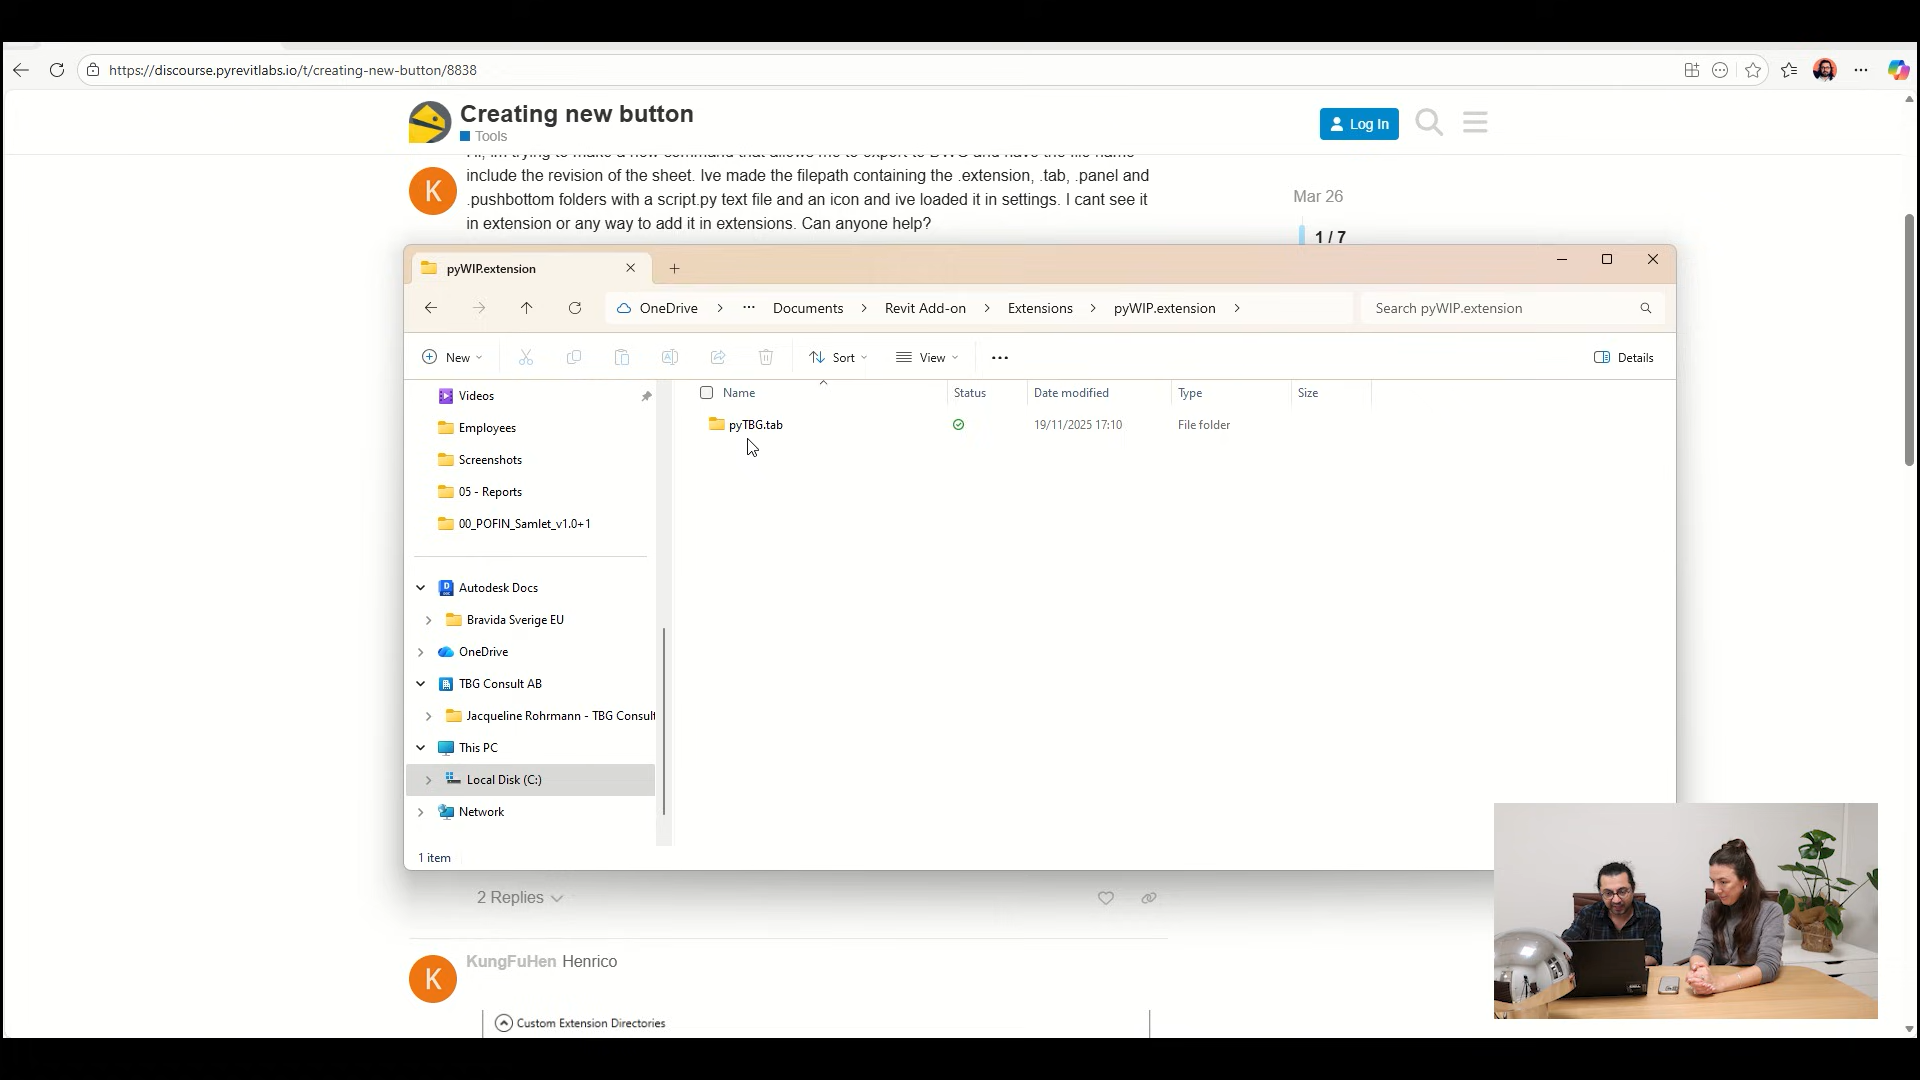 https://discourse.pyrevitlabs.io/t/creating-new-button/8838
Creating new button
Tools
Log In
K
include the revision of the sheet. Ive made the filepath containing the .extension, .tab, .panel and
.pushbottom folders with a script.py text file and an icon and ive loaded it in settings. I cant see it
in extension or any way to add it in extensions. Can anyone help?
Mar 26
1 / 7
pyWIP.extension
OneDrive > ... Documents > Revit Add-on > Extensions > pyWIP.extension >
Search pyWIP.extension
New
Sort
View
...
Details
Name
Status
Date modified
Type
Size
pyTBG.tab
19/11/2025 17:10
File folder
Videos
Employees
Screenshots
05 - Reports
00_POFIN_Samlet_v1.0+1
Autodesk Docs
Bravida Sverige EU
OneDrive
TBG Consult AB
Jacqueline Rohrmann - TBG Consult
This PC
Local Disk (C:)
Network
1 item
2 Replies
K
KungFuHen Henrico
Custom Extension Directories